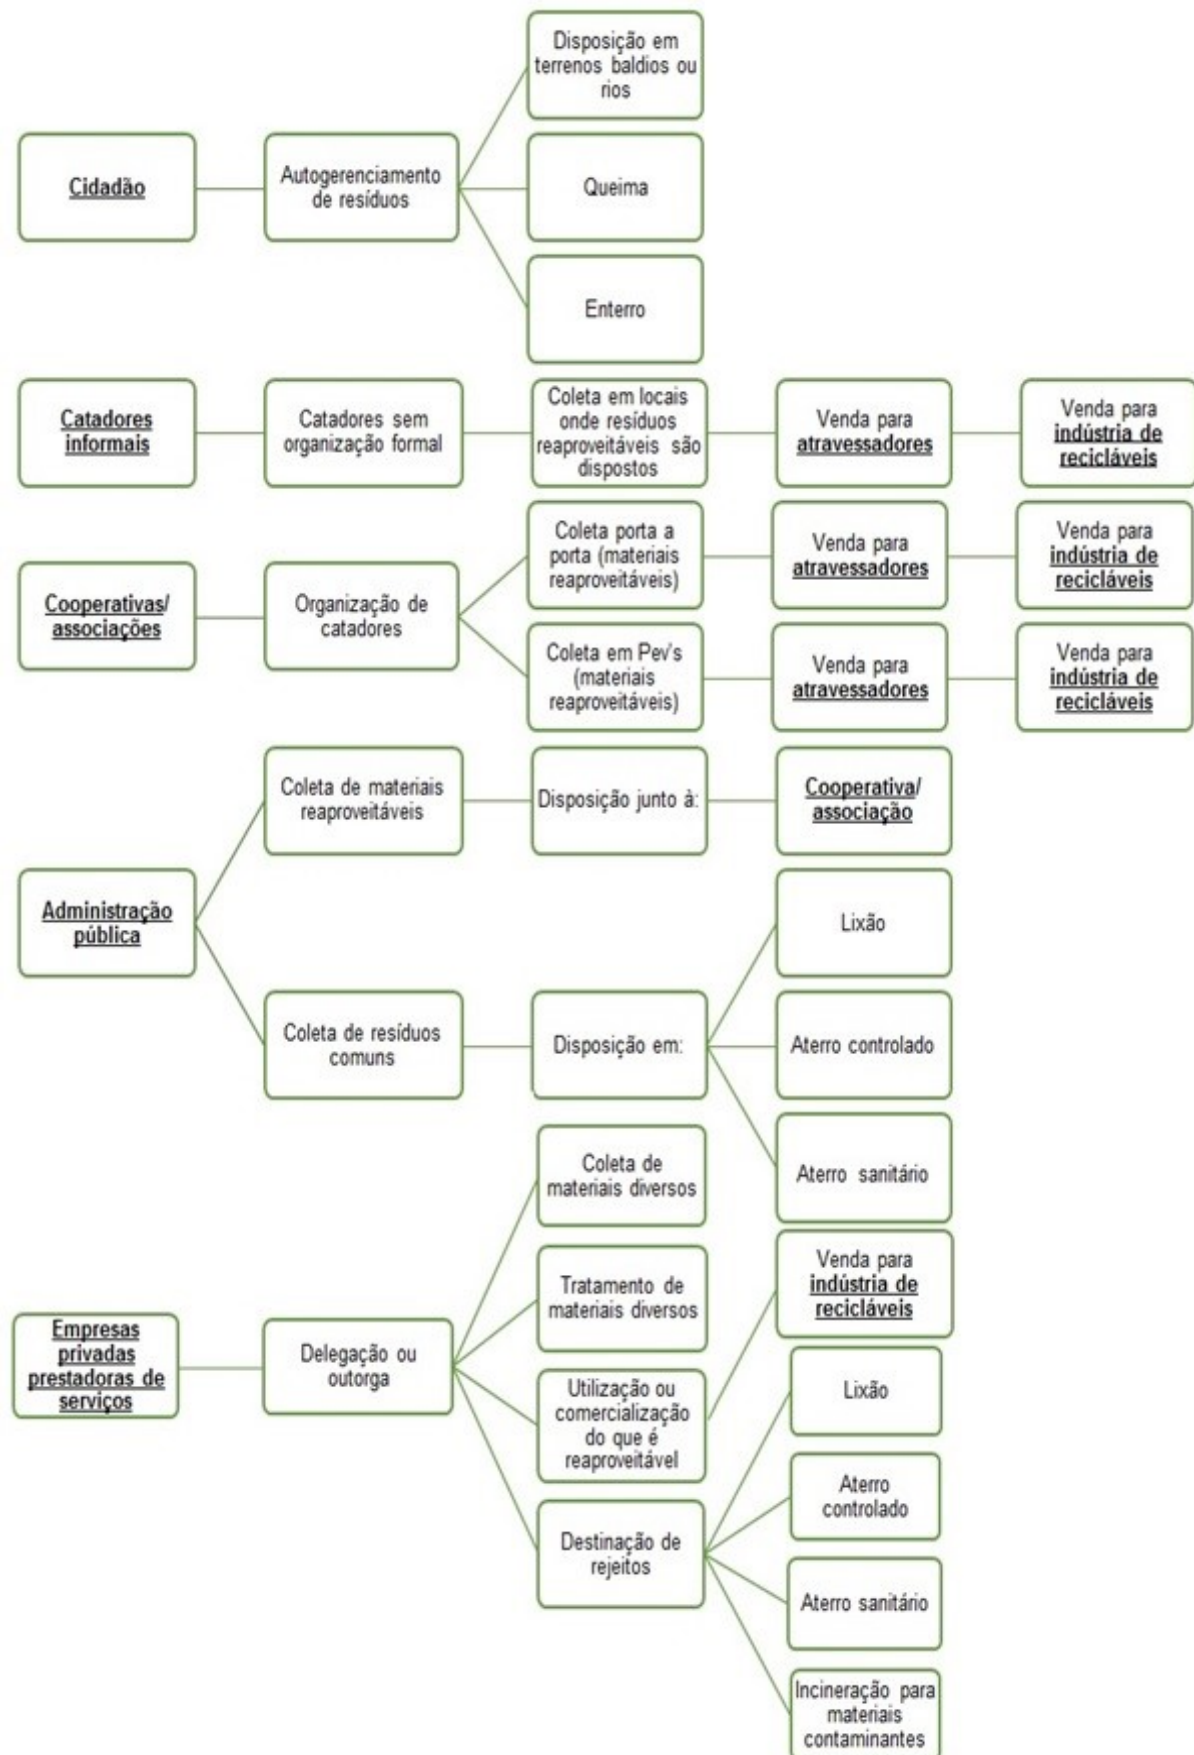 Disposição em
terrenos baldios ou
rios
Cidadão
Autogerenciamento
de resíduos
Queima
Enterro
Catadores
informais
Catadores sem
organização formal
Coleta em locais
onde resíduos
reaproveitáveis são
dispostos
Venda para
atravessadores
Venda para
indústria de
recicláveis
Cooperativas/
associações
Organização de
catadores
Coleta porta a
porta (materiais
reaproveitáveis)
Venda para
atravessadores
Venda para
indústria de
recicláveis
Coleta em Pev's
(materiais
reaproveitáveis)
Venda para
atravessadores
Venda para
indústria de
recicláveis
Administração
pública
Coleta de materiais
reaproveitáveis
Disposição junto à:
Cooperativa/
associação
Coleta de resíduos
comuns
Disposição em:
Lixão
Aterro controlado
Aterro sanitário
Empresas
privadas
prestadoras de
serviços
Delegação ou
outorga
Coleta de
materiais diversos
Tratamento de
materiais diversos
Utilização ou
comercialização
do que é
reaproveitável
Venda para
indústria de
recicláveis
Destinação de
rejeitos
Lixão
Aterro
controlado
Aterro sanitário
Incineração para
materiais
contaminantes